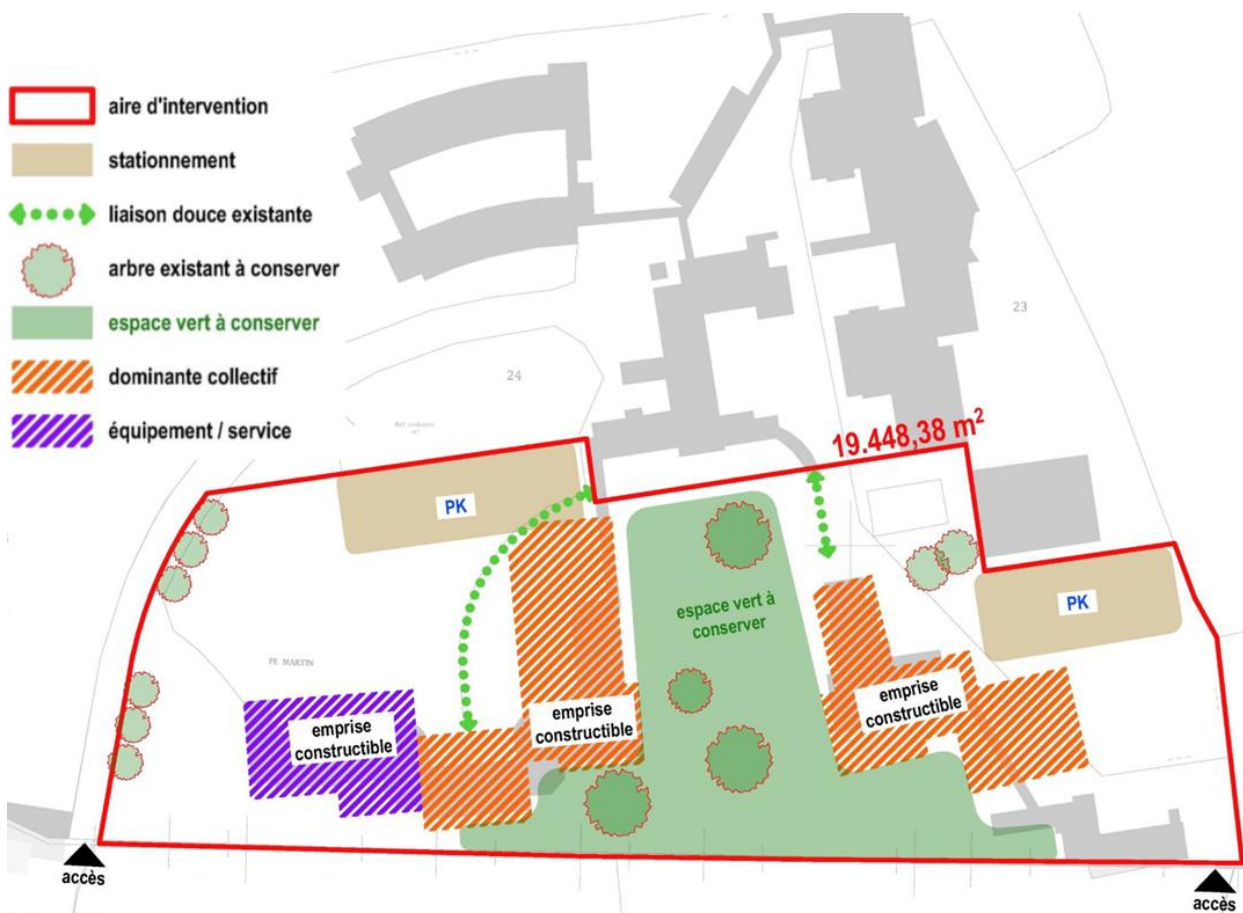 aire d'intervention
stationnement
liaison douce existante
arbre existant à conserver
espace vert à conserver
dominante collectif
équipement / service
23
24
19.448,38 m²
PK
PK
espace vert à
conserver
PE MARTIN
emprise
constructible
emprise
constructible
emprise
constructible
accès
accès